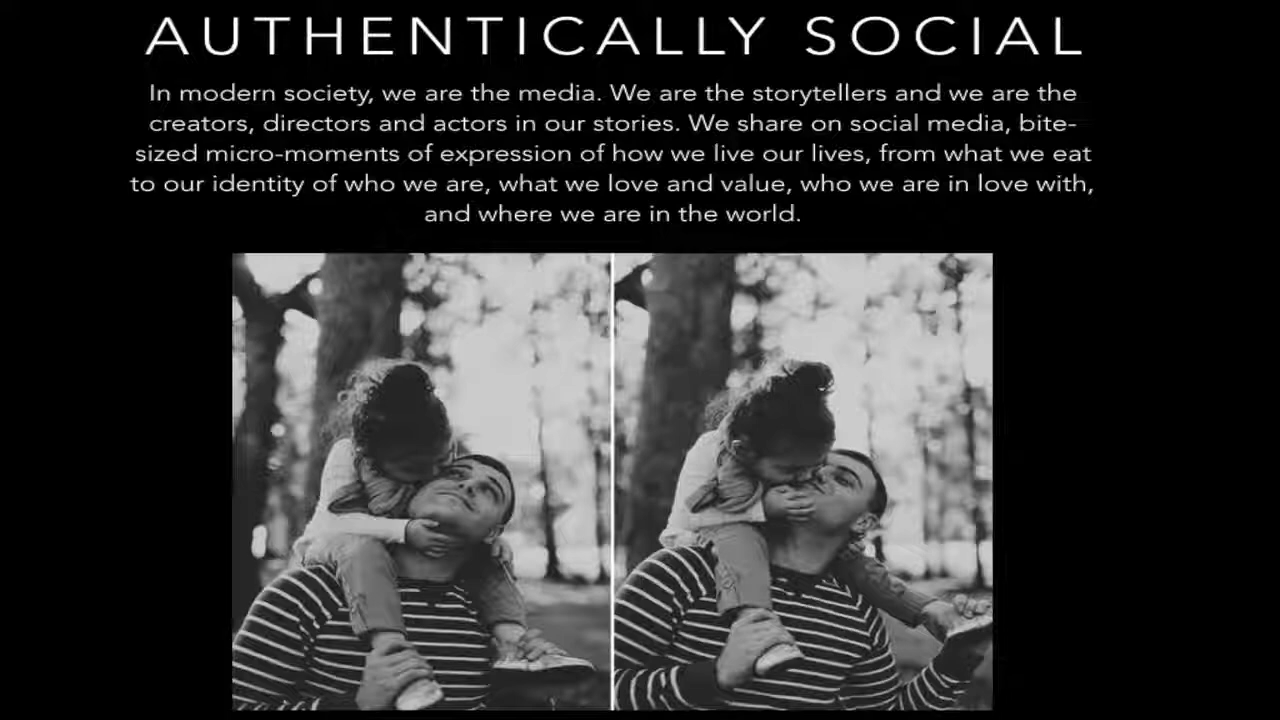 AUTHENTICALLY SOCIAL
In modern society, we are the media. We are the storytellers and we are the
creators, directors and actors in our stories. We share on social media, bite-
sized micro-moments of expression of how we live our lives, from what we eat
to our identity of who we are, what we love and value, who we are in love with,
and where we are in the world.